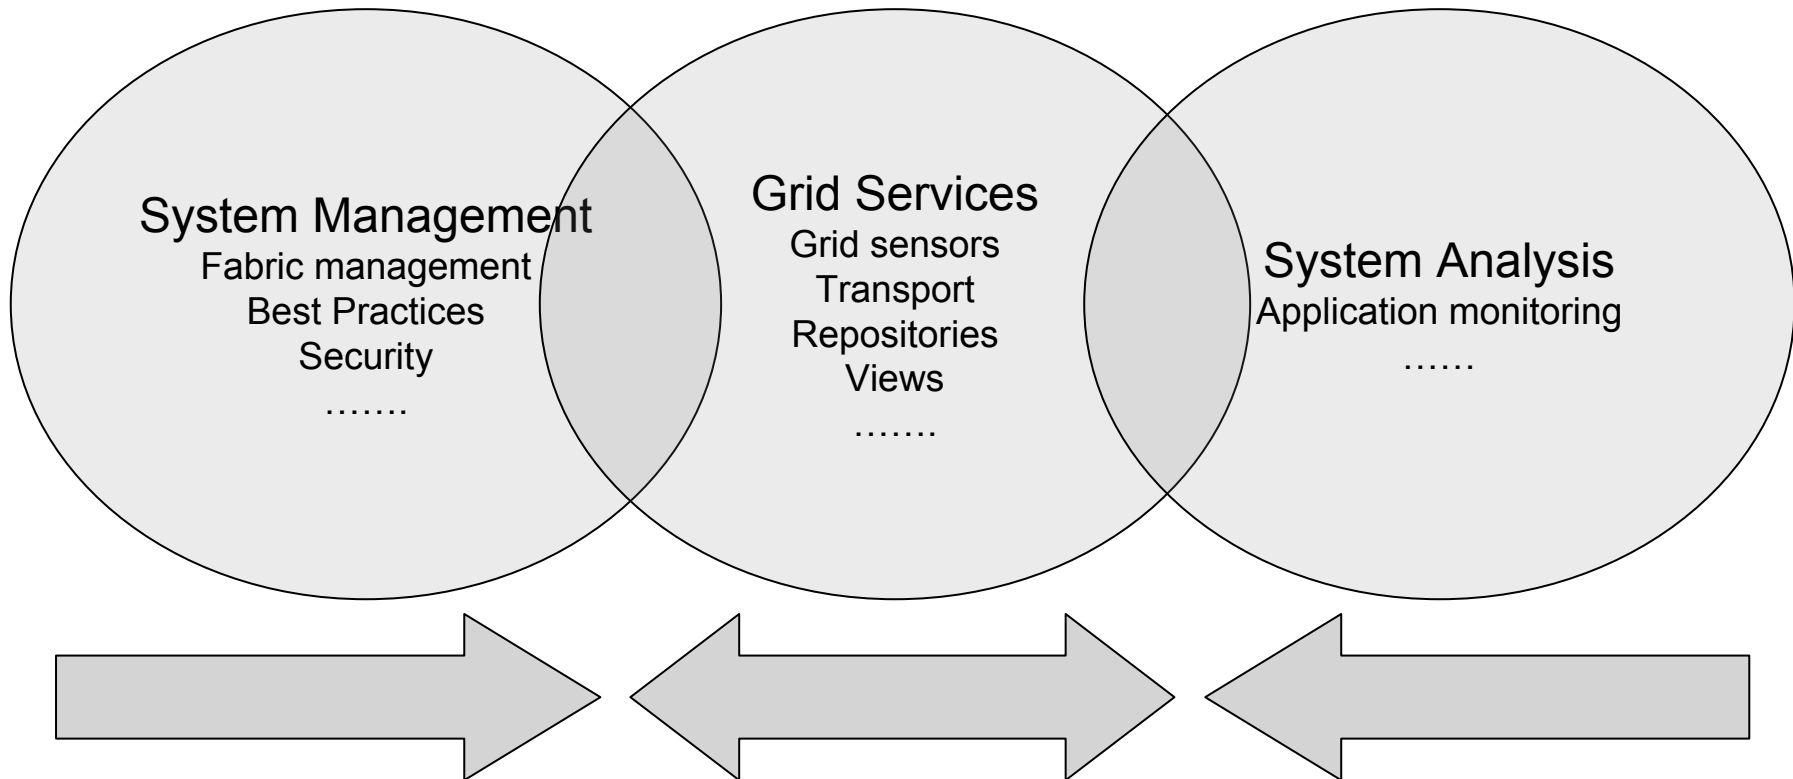 System Management
Fabric management
Best Practices
Security
…….
Grid Services
Grid sensors
Transport
Repositories
Views
…….
System Analysis
Application monitoring
……